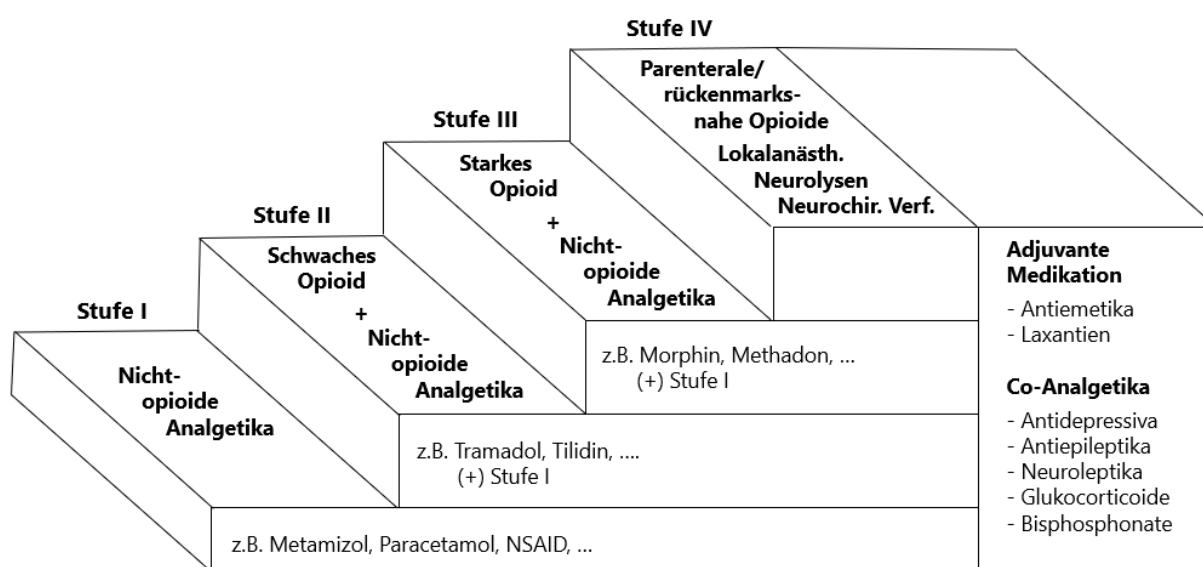 Stufe I
Nicht-
opioide
Analgetika
z.B. Metamizol, Paracetamol, NSAID, ...
Stufe II
Schwaches
Opioid
+
Nicht-
opioide
Analgetika
z.B. Tramadol, Tilidin, ....
(+) Stufe I
Stufe III
Starkes
Opioid
+
Nicht-
opioide
Analgetika
z.B. Morphin, Methadon, ...
(+) Stufe I
Stufe IV
Parenterale/
rückenmarks-
nahe Opioide
Lokalanästh.
Neurolysen
Neurochir. Verf.
Adjuvante
Medikation
- Antiemetika
- Laxantien
Co-Analgetika
- Antidepressiva
- Antiepileptika
- Neuroleptika
- Glukocorticoide
- Bisphosphonate